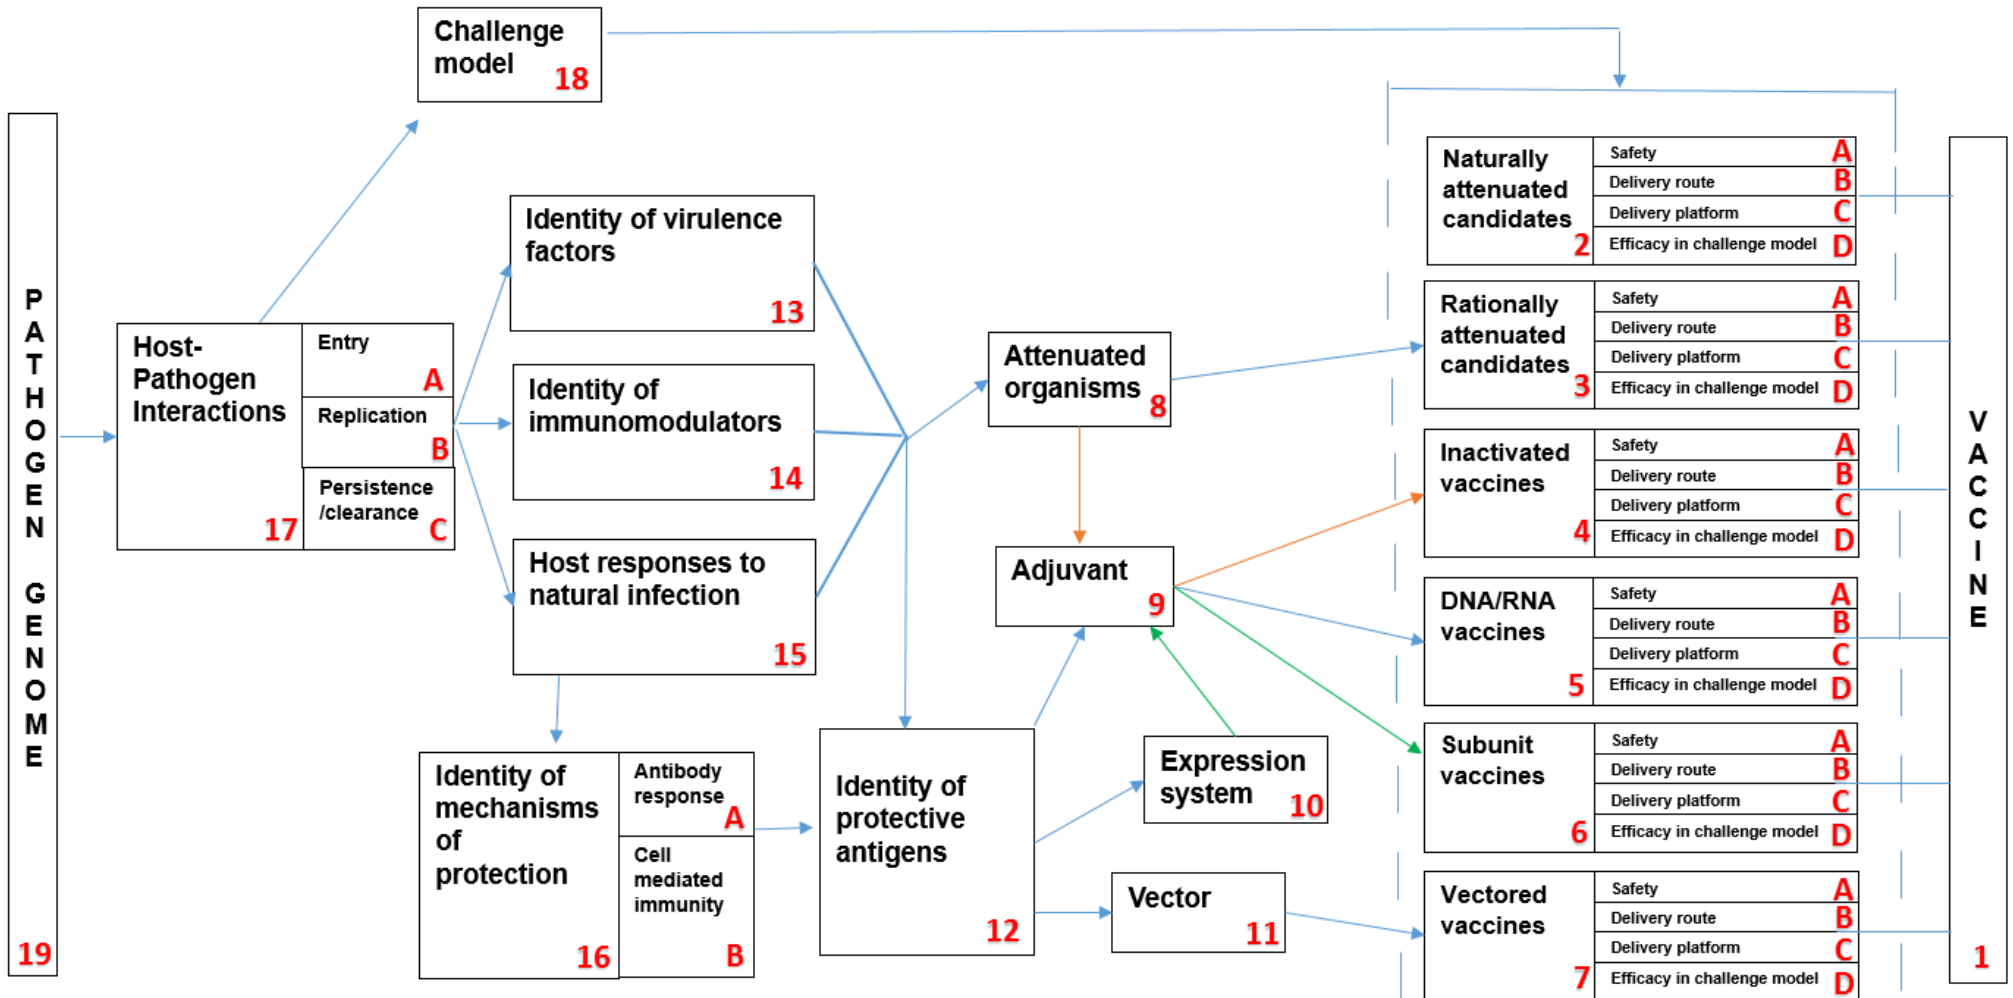 Challenge
model
18
PATHOGEN GENOME
19
Host-
Pathogen
Interactions
17
Entry
A
Replication
B
Persistence
/clearance
C
Identity of virulence
factors
13
Identity of
immunomodulators
14
Host responses to
natural infection
15
Identity of
mechanisms
of
protection
16
Antibody
response
A
Cell
mediated
immunity
B
Identity of
protective
antigens
12
Attenuated
organisms
8
Adjuvant
9
Expression
system
10
Vector
11
Naturally
attenuated
candidates
2
Safety A
Delivery route B
Delivery platform C
Efficacy in challenge model D
Rationally
attenuated
candidates
3
Safety A
Delivery route B
Delivery platform C
Efficacy in challenge model D
Inactivated
vaccines
4
Safety A
Delivery route B
Delivery platform C
Efficacy in challenge model D
DNA/RNA
vaccines
5
Safety A
Delivery route B
Delivery platform C
Efficacy in challenge model D
Subunit
vaccines
6
Safety A
Delivery route B
Delivery platform C
Efficacy in challenge model D
Vectored
vaccines
7
Safety A
Delivery route B
Delivery platform C
Efficacy in challenge model D
VACCINE
1